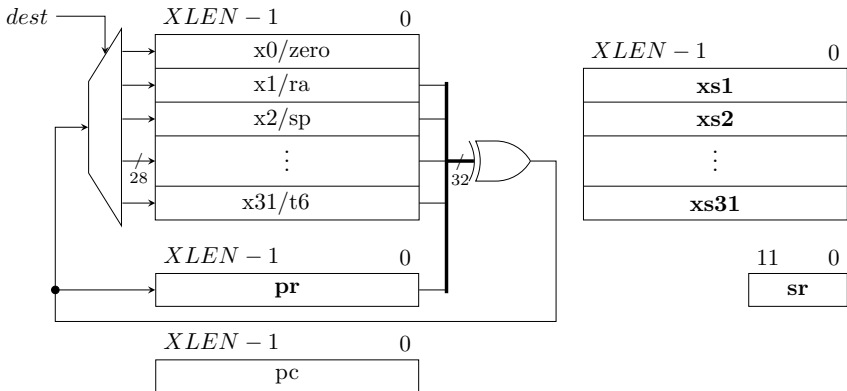 dest
XLEN − 1 0
x0/zero
x1/ra
x2/sp
⋮
x31/t6
28
32
XLEN − 1 0
pr
XLEN − 1 0
pc
XLEN − 1 0
xs1
xs2
⋮
xs31
11 0
sr